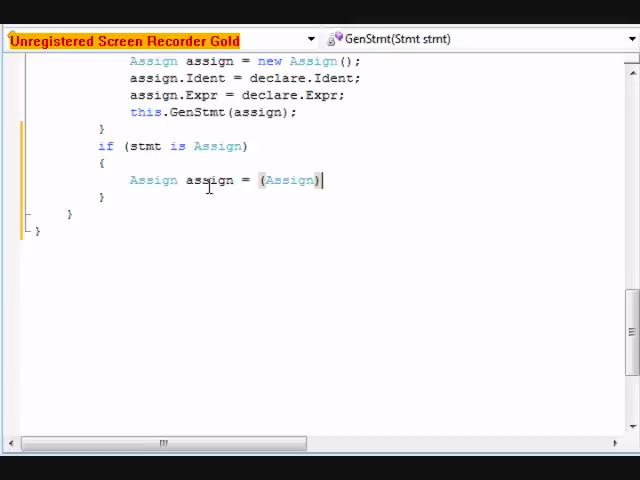 Unregistered Screen Recorder Gold
GenStmt(Stmt stmt)
Assign assign = new Assign();
assign.Ident = declare.Ident;
assign.Expr = declare.Expr;
this.GenStmt(assign);
}
if (stmt is Assign)
{
Assign assign = (Assign)
}
}
}